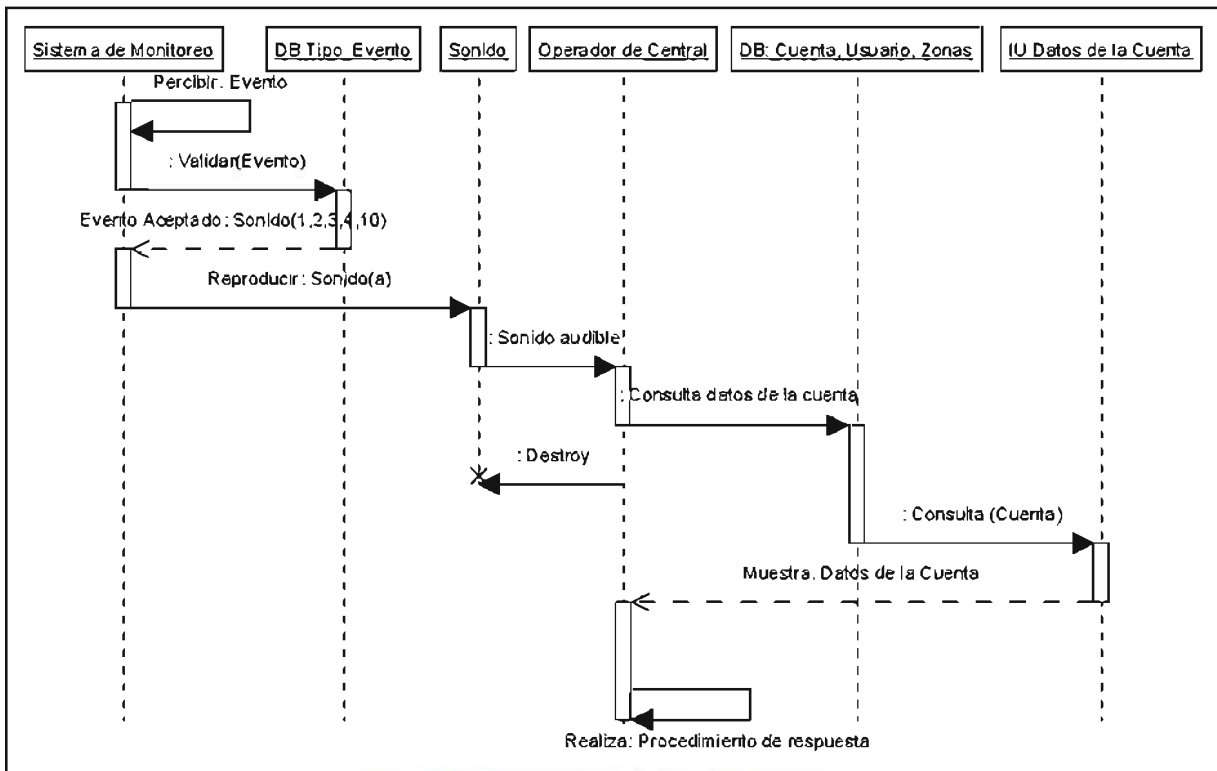 Sistema de Monitoreo
DB Tipo_Evento
Sonido
Operador de Central
DB: Cuenta, Usuario, Zonas
IU Datos de la Cuenta
Percibir: Evento
: Validar(Evento)
Evento Aceptado: Sonido(1,2,3,4,10)
Reproducir: Sonido(a)
: Sonido audible
: Consulta datos de la cuenta
: Destroy
: Consulta (Cuenta)
Muestra: Datos de la Cuenta
Realiza: Procedimiento de respuesta